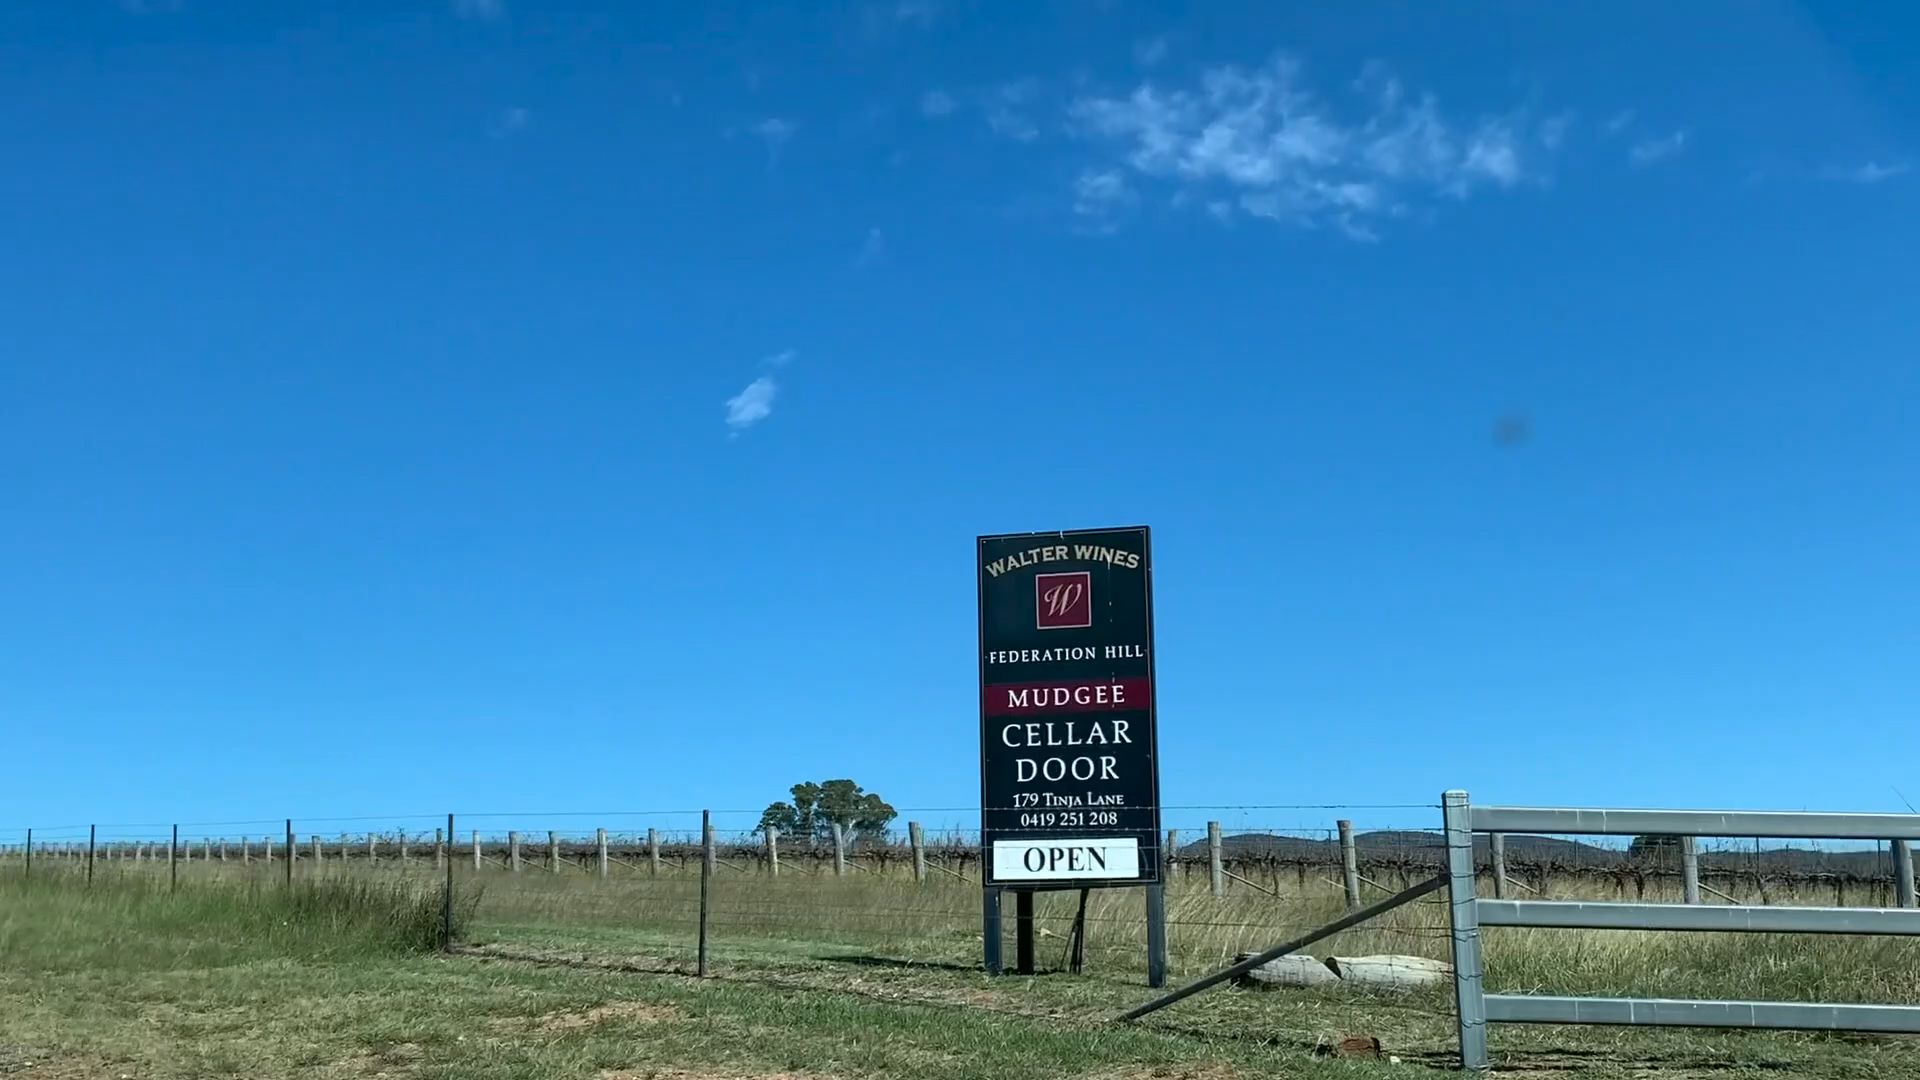 WALTER WINES
W
FEDERATION HILL
MUDGEE
CELLAR
DOOR
179 TINJA LANE
0419 251 208
OPEN